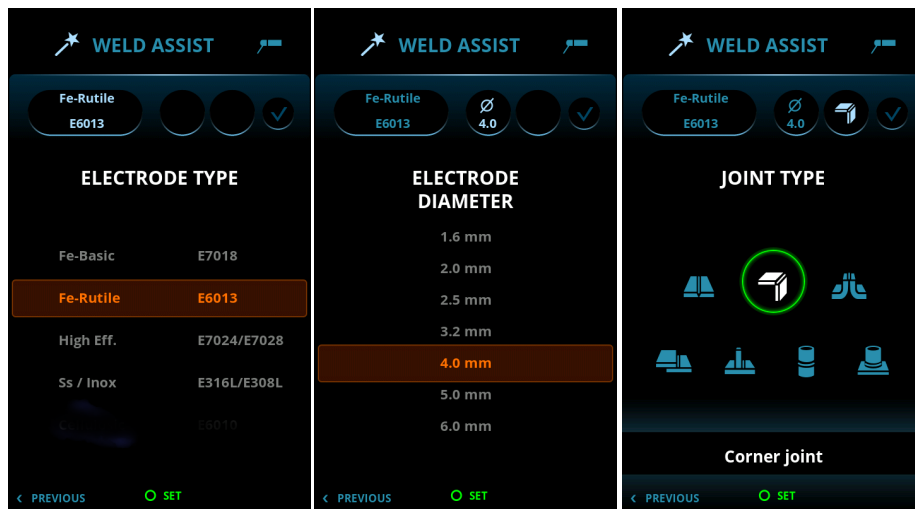 WELD ASSIST
Fe-Rutile
E6013
ELECTRODE TYPE
Fe-Basic E7018
Fe-Rutile E6013
High Eff. E7024/E7028
Ss / Inox E316L/E308L
E6010
PREVIOUS SET
WELD ASSIST
Fe-Rutile
E6013
4.0
ELECTRODE
DIAMETER
1.6 mm
2.0 mm
2.5 mm
3.2 mm
4.0 mm
5.0 mm
6.0 mm
PREVIOUS SET
WELD ASSIST
Fe-Rutile
E6013
4.0
JOINT TYPE
Corner joint
PREVIOUS SET